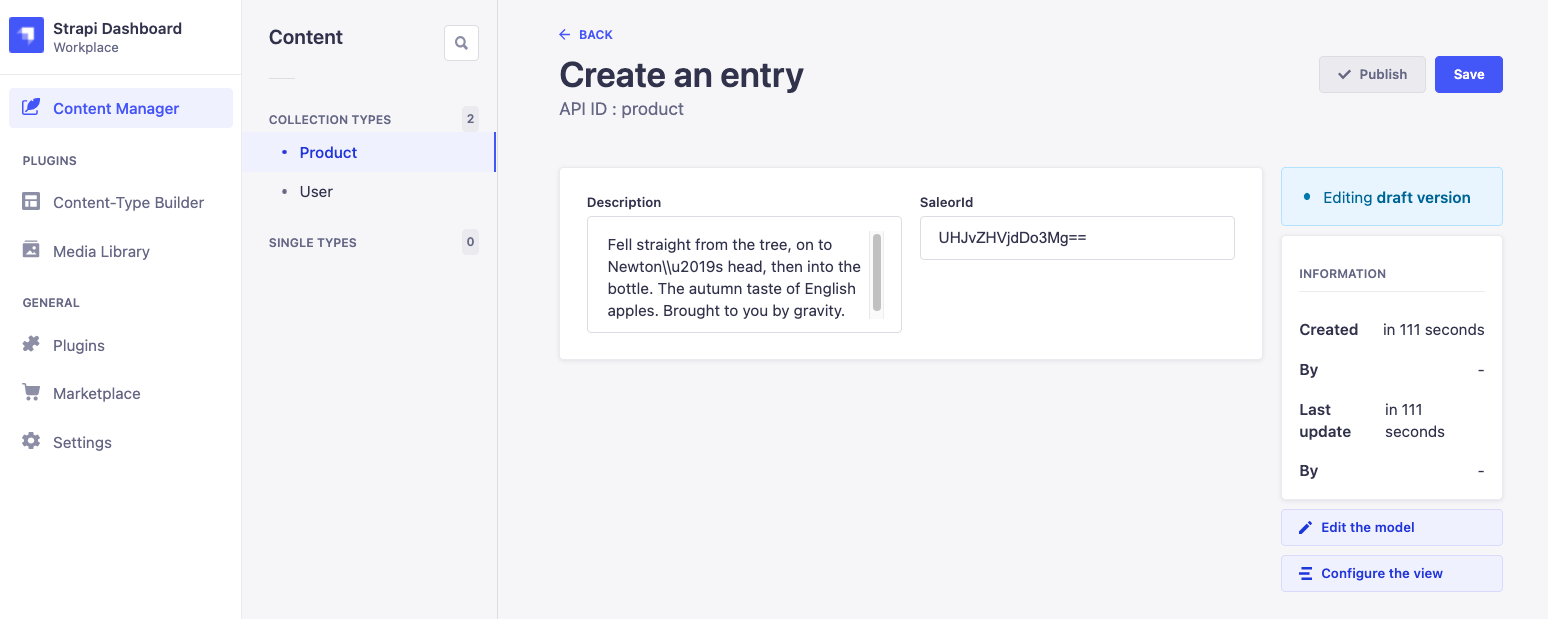 Strapi Dashboard
Workplace
Content Manager
PLUGINS
Content-Type Builder
Media Library
GENERAL
Plugins
Marketplace
Settings
Content
COLLECTION TYPES 2
Product
User
SINGLE TYPES 0
BACK
Create an entry
API ID : product
Publish
Save
Description
Fell straight from the tree, on to
Newton\\u2019s head, then into the
bottle. The autumn taste of English
apples. Brought to you by gravity.
SaleorId
UHJvZHVjdDo3Mg==
Editing draft version
INFORMATION
Created in 111 seconds
By -
Last in 111
update seconds
By -
Edit the model
Configure the view